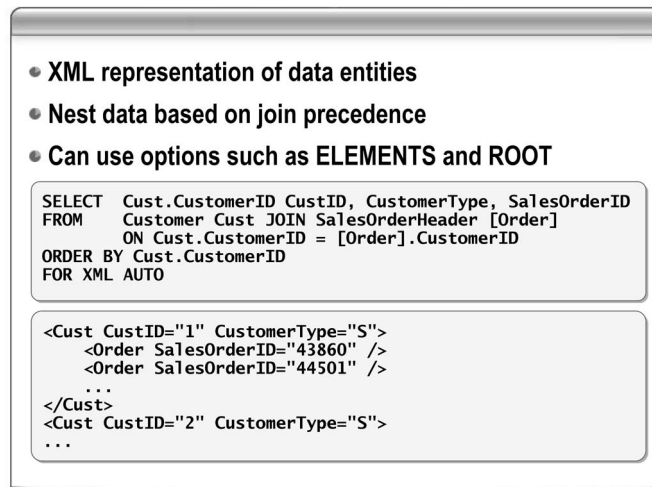 XML representation of data entities
Nest data based on join precedence
Can use options such as ELEMENTS and ROOT
SELECT Cust.CustomerID CustID, CustomerType, SalesOrderID
FROM Customer Cust JOIN SalesOrderHeader [Order]
ON Cust.CustomerID = [Order].CustomerID
ORDER BY Cust.CustomerID
FOR XML AUTO
<Cust CustID="1" CustomerType="S">
<Order SalesOrderID="43860" />
<Order SalesOrderID="44501" />
...
</Cust>
<Cust CustID="2" CustomerType="S">
...